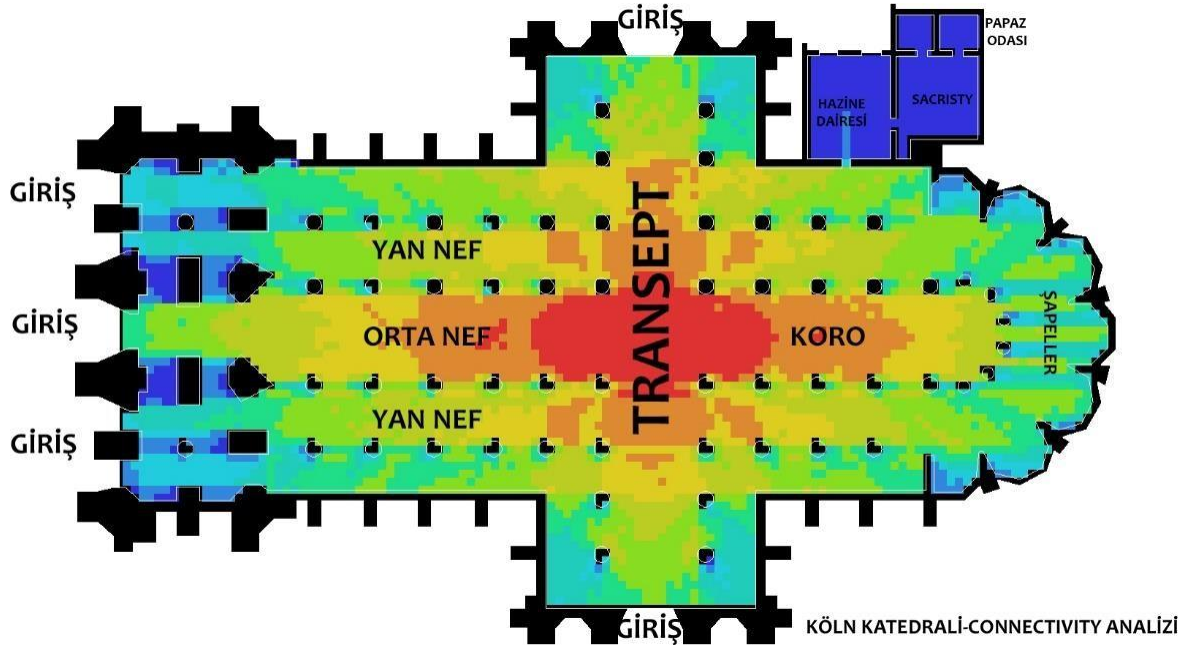 GİRİŞ
PAPAZ
ODASI
HAZİNE
DAİRESİ
SACRISTY
GİRİŞ
YAN NEF
TRANSEPT
GİRİŞ
ORTA NEF
KORO
ŞAPELLER
YAN NEF
GİRİŞ
GİRİŞ
KÖLN KATEDRALİ-CONNECTIVITY ANALİZİ